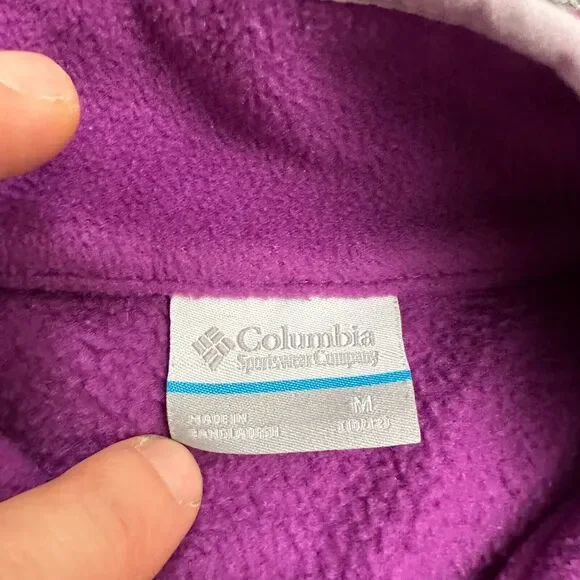 Columbia
Sportswear Company
M
MADE IN
BANGLADESH
(10/12)